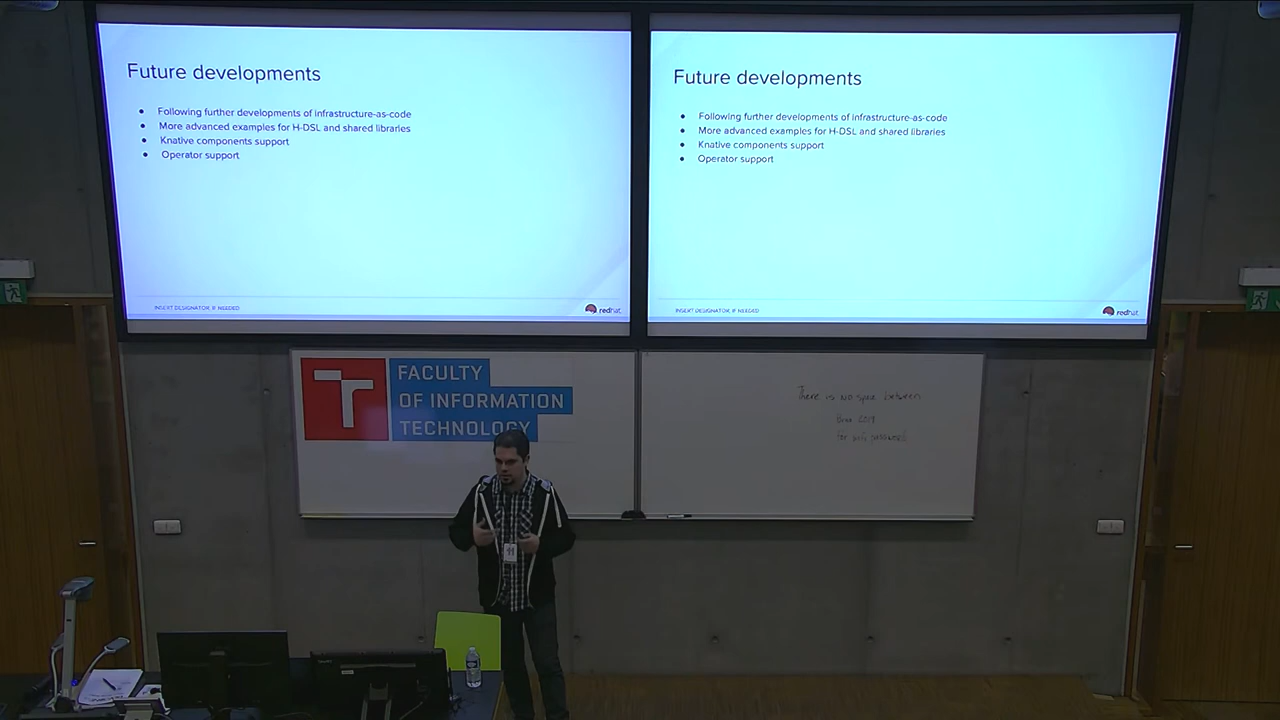 Future developments
● Following further developments of infrastructure-as-code
● More advanced examples for H-DSL and shared libraries
● Knative components support
● Operator support
INSERT DESIGNATOR, IF NEEDED
redhat
Future developments
● Following further developments of infrastructure-as-code
● More advanced examples for H-DSL and shared libraries
● Knative components support
● Operator support
INSERT DESIGNATOR, IF NEEDED
redhat
FACULTY
OF INFORMATION
TECHNOLOGY
There is no between
2019
for